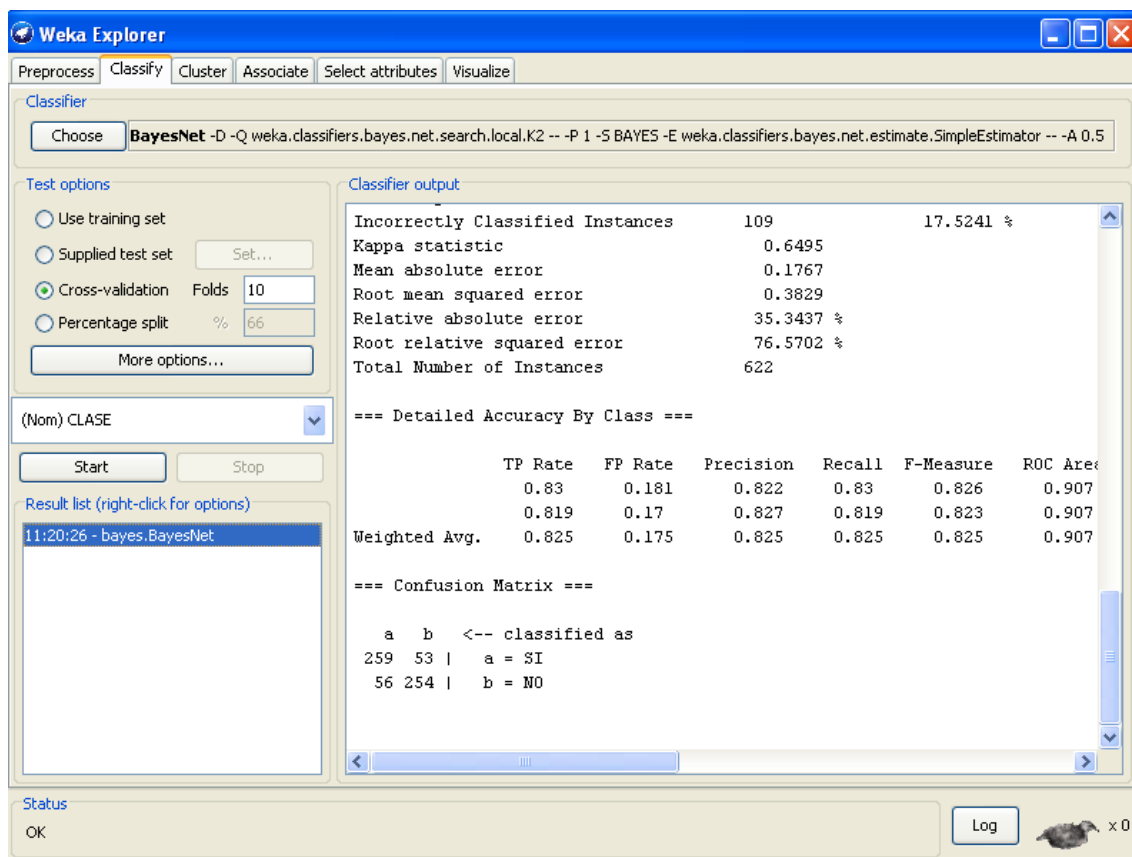 Weka Explorer
Preprocess Classify Cluster Associate Select attributes Visualize
Classifier
Choose BayesNet -D -Q weka.classifiers.bayes.net.search.local.K2 -- -P 1 -S BAYES -E weka.classifiers.bayes.net.estimate.SimpleEstimator -- -A 0.5
Test options
Use training set
Supplied test set Set...
Cross-validation Folds 10
Percentage split % 66
More options...
(Nom) CLASE
Start Stop
Result list (right-click for options)
11:20:26 - bayes.BayesNet
Classifier output
Incorrectly Classified Instances 109 17.5241 %
Kappa statistic 0.6495
Mean absolute error 0.1767
Root mean squared error 0.3829
Relative absolute error 35.3437 %
Root relative squared error 76.5702 %
Total Number of Instances 622
=== Detailed Accuracy By Class ===
TP Rate FP Rate Precision Recall F-Measure ROC Area
0.83 0.181 0.822 0.83 0.826 0.907
0.819 0.17 0.827 0.819 0.823 0.907
Weighted Avg. 0.825 0.175 0.825 0.825 0.825 0.907
=== Confusion Matrix ===
a b <-- classified as
259 53 | a = SI
56 254 | b = NO
Status
OK
Log
x 0